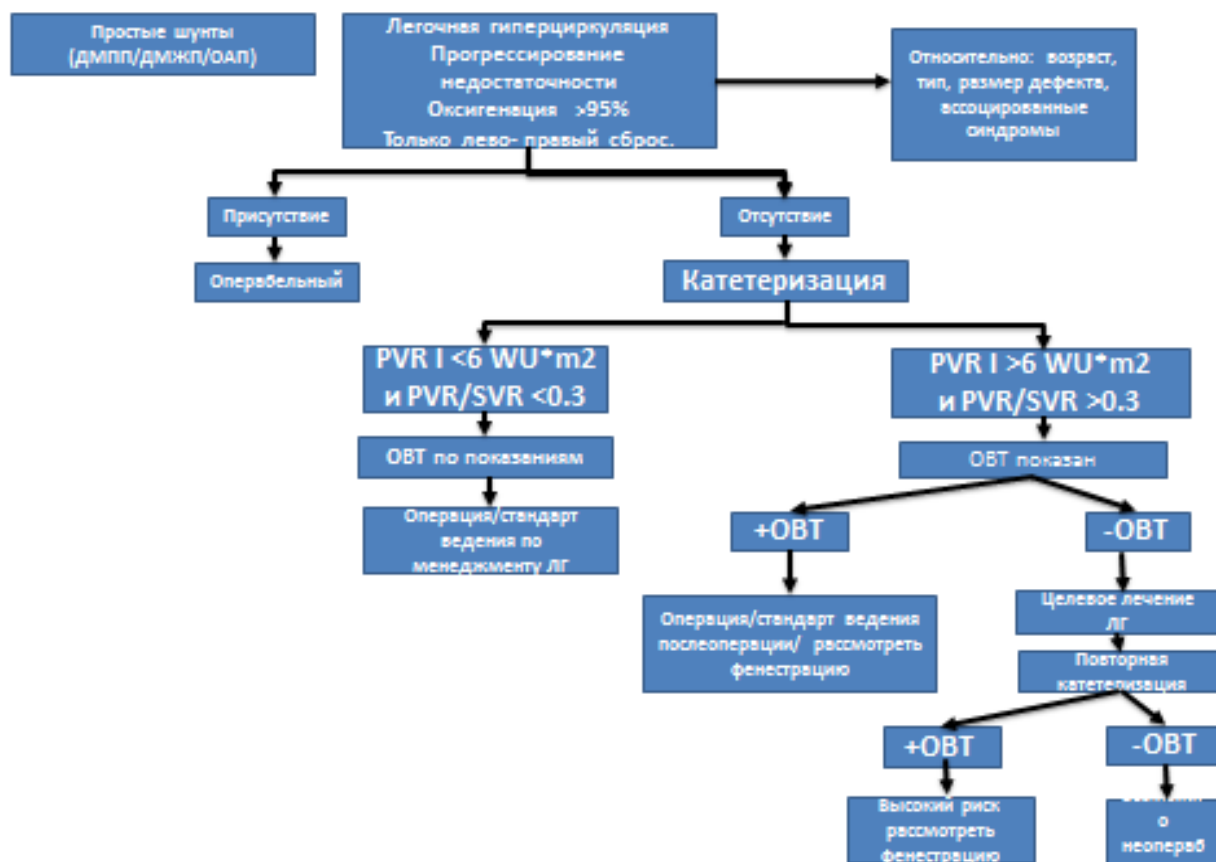 Простые шунты
(ДМПП/ДМЖП/ОАП)
Легочная гиперциркуляция
Прогрессирование
недостаточности
Оксигенация >95%
Только лево- правый сброс.
Относительно: возраст,
тип, размер дефекта,
ассоцированные
синдромы
Присутствие
Отсутствие
Операбельный
Катетеризация
PVR I <6 WU*m2
и PVR/SVR <0.3
PVR I >6 WU*m2
и PVR/SVR >0.3
ОВТ по показаниям
ОВТ показан
Операция/стандарт
ведения по
менеджменту ЛГ
+ОВТ
-ОВТ
Операция/стандарт ведения
послеоперации/ рассмотреть
фенестрацию
Целевое лечение
ЛГ
Повторная
катетелизация
+ОВТ
-ОВТ
Высокий риск
рассмотреть
фенестрацию
о
неопераб